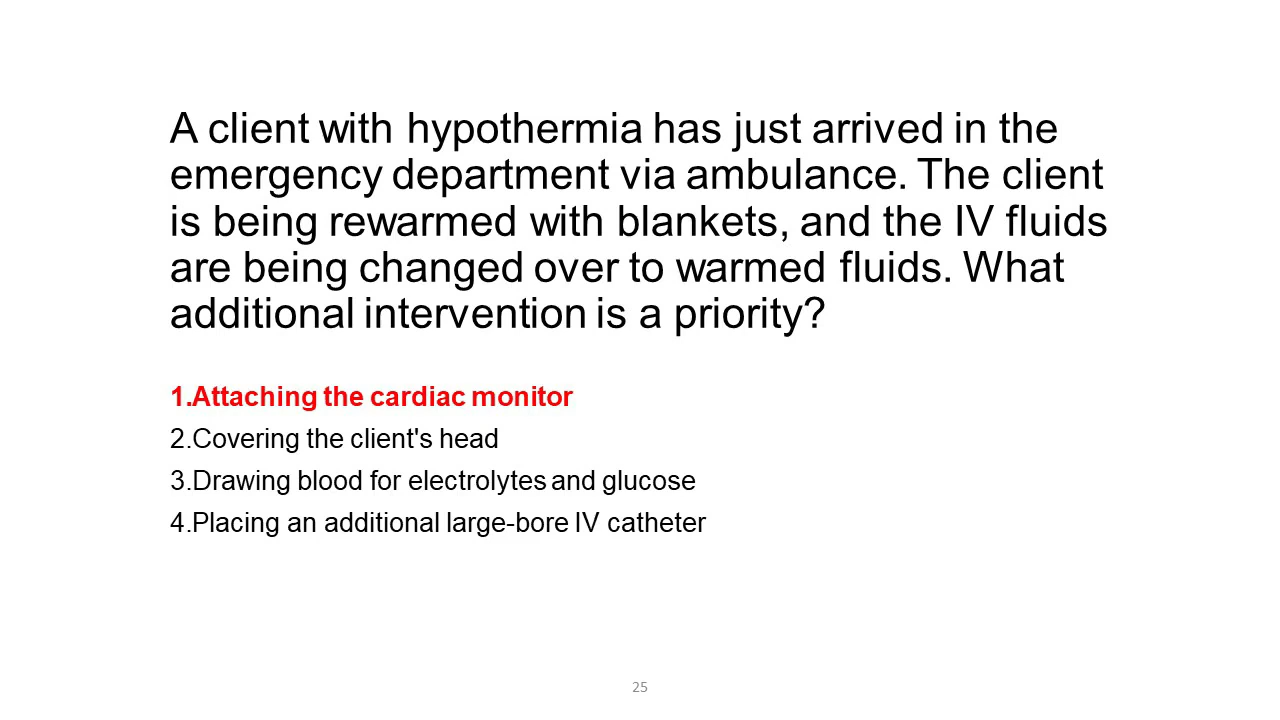 A client with hypothermia has just arrived in the
emergency department via ambulance. The client
is being rewarmed with blankets, and the IV fluids
are being changed over to warmed fluids. What
additional intervention is a priority?
1.Attaching the cardiac monitor
2.Covering the client's head
3.Drawing blood for electrolytes and glucose
4.Placing an additional large-bore IV catheter
25